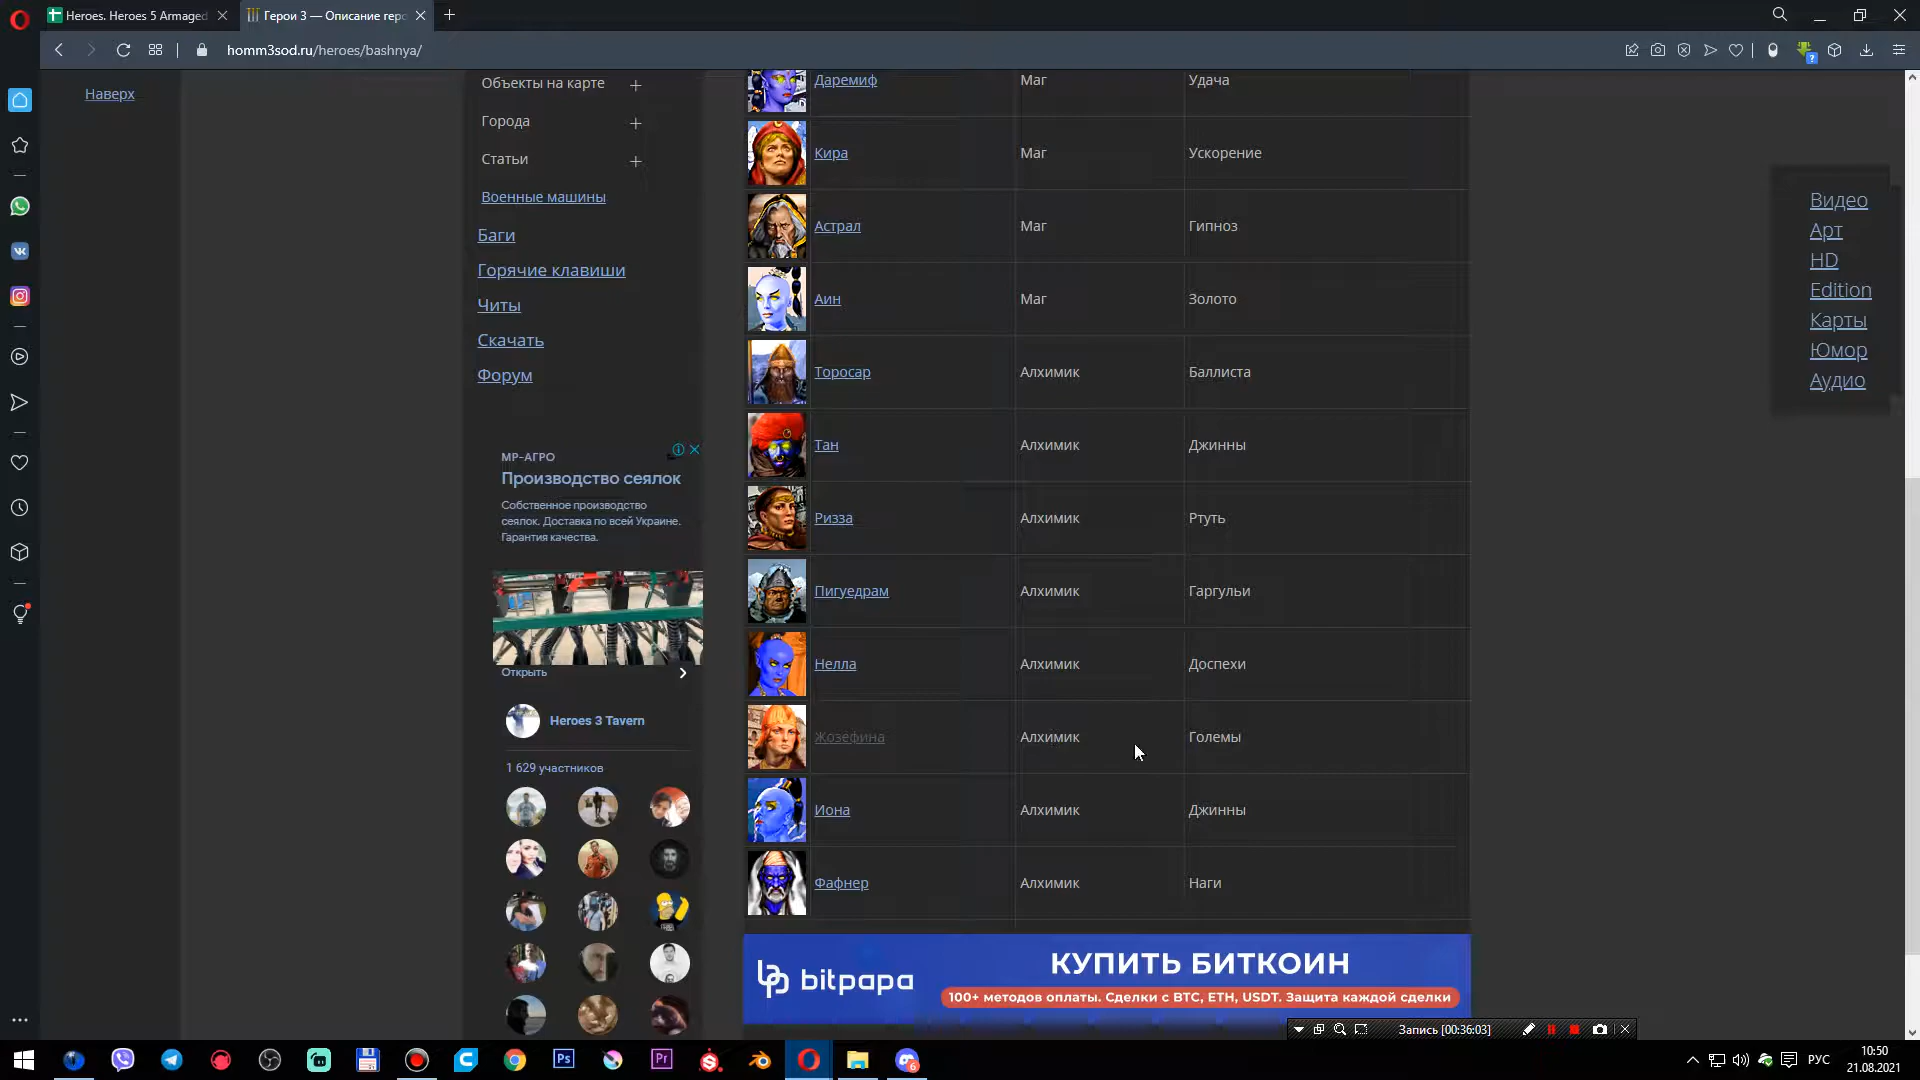 Heroes. Heroes 5 Armaged
Герои 3 — Описание геро
homm3sod.ru/heroes/bashnya/
Наверх
Объекты на карте
Города
Статьи
Военные машины
Баги
Горячие клавиши
Читы
Скачать
Форум
МР-АГРО
Производство сеялок
Собственное производство
сеялок. Доставка по всей Украине.
Гарантия качества.
Открыть
Heroes 3 Tavern
1 629 участников
Даремиф Маг Удача
Кира Маг Ускорение
Астрал Маг Гипноз
Аин Маг Золото
Торосар Алхимик Баллиста
Тан Алхимик Джинны
Ризза Алхимик Ртуть
Пигуедрам Алхимик Гаргульи
Нелла Алхимик Доспехи
Жозефина Алхимик Големы
Иона Алхимик Джинны
Фафнер Алхимик Наги
bitpapa
КУПИТЬ БИТКОИН
100+ методов оплаты. Сделки с BTC, ETH, USDT. Защита каждой сделки
Видео
Арт
HD
Edition
Карты
Юмор
Аудио
Запись [00:36:03]
Ps
Pr
6
РУС
10:50
21.08.2021